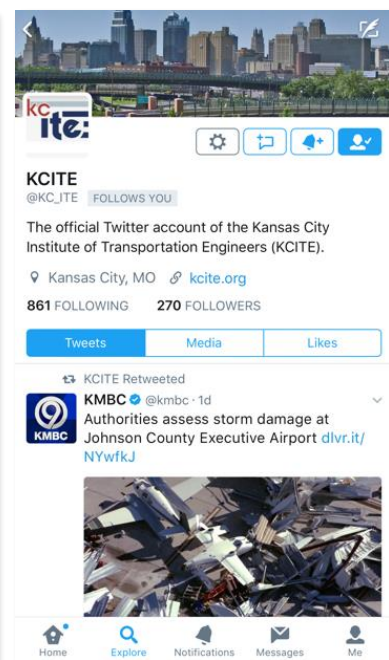 kc
ite:
KCITE
@KC_ITE FOLLOWS YOU
The official Twitter account of the Kansas City
Institute of Transportation Engineers (KCITE).
Kansas City, MO kcite.org
861 FOLLOWING 270 FOLLOWERS
Tweets Media Likes
KCITE Retweeted
KMBC @kmbc · 1d
Authorities assess storm damage at
Johnson County Executive Airport dlvr.it/
NYwfkJ
9
KMBC
Home Explore Notifications Messages Me